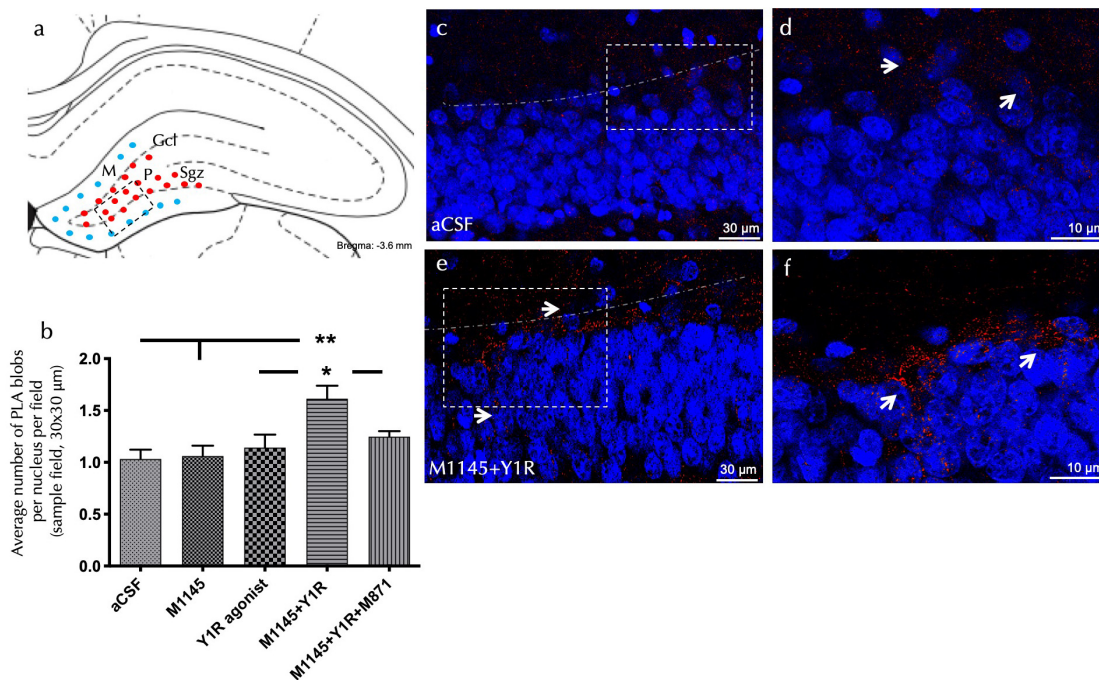 a
Gcl
M
P
Sgz
Bregma: -3.6 mm
b
Average number of PLA blobs
per nucleus per field
(sample field, 30x30 µm)
2.0
1.5
1.0
0.5
0.0
**
*
aCSF
M1145
Y1R agonist
M1145+Y1R
M1145+Y1R+M871
c
aCSF
30 µm
d
10 µm
e
M1145+Y1R
30 µm
f
10 µm